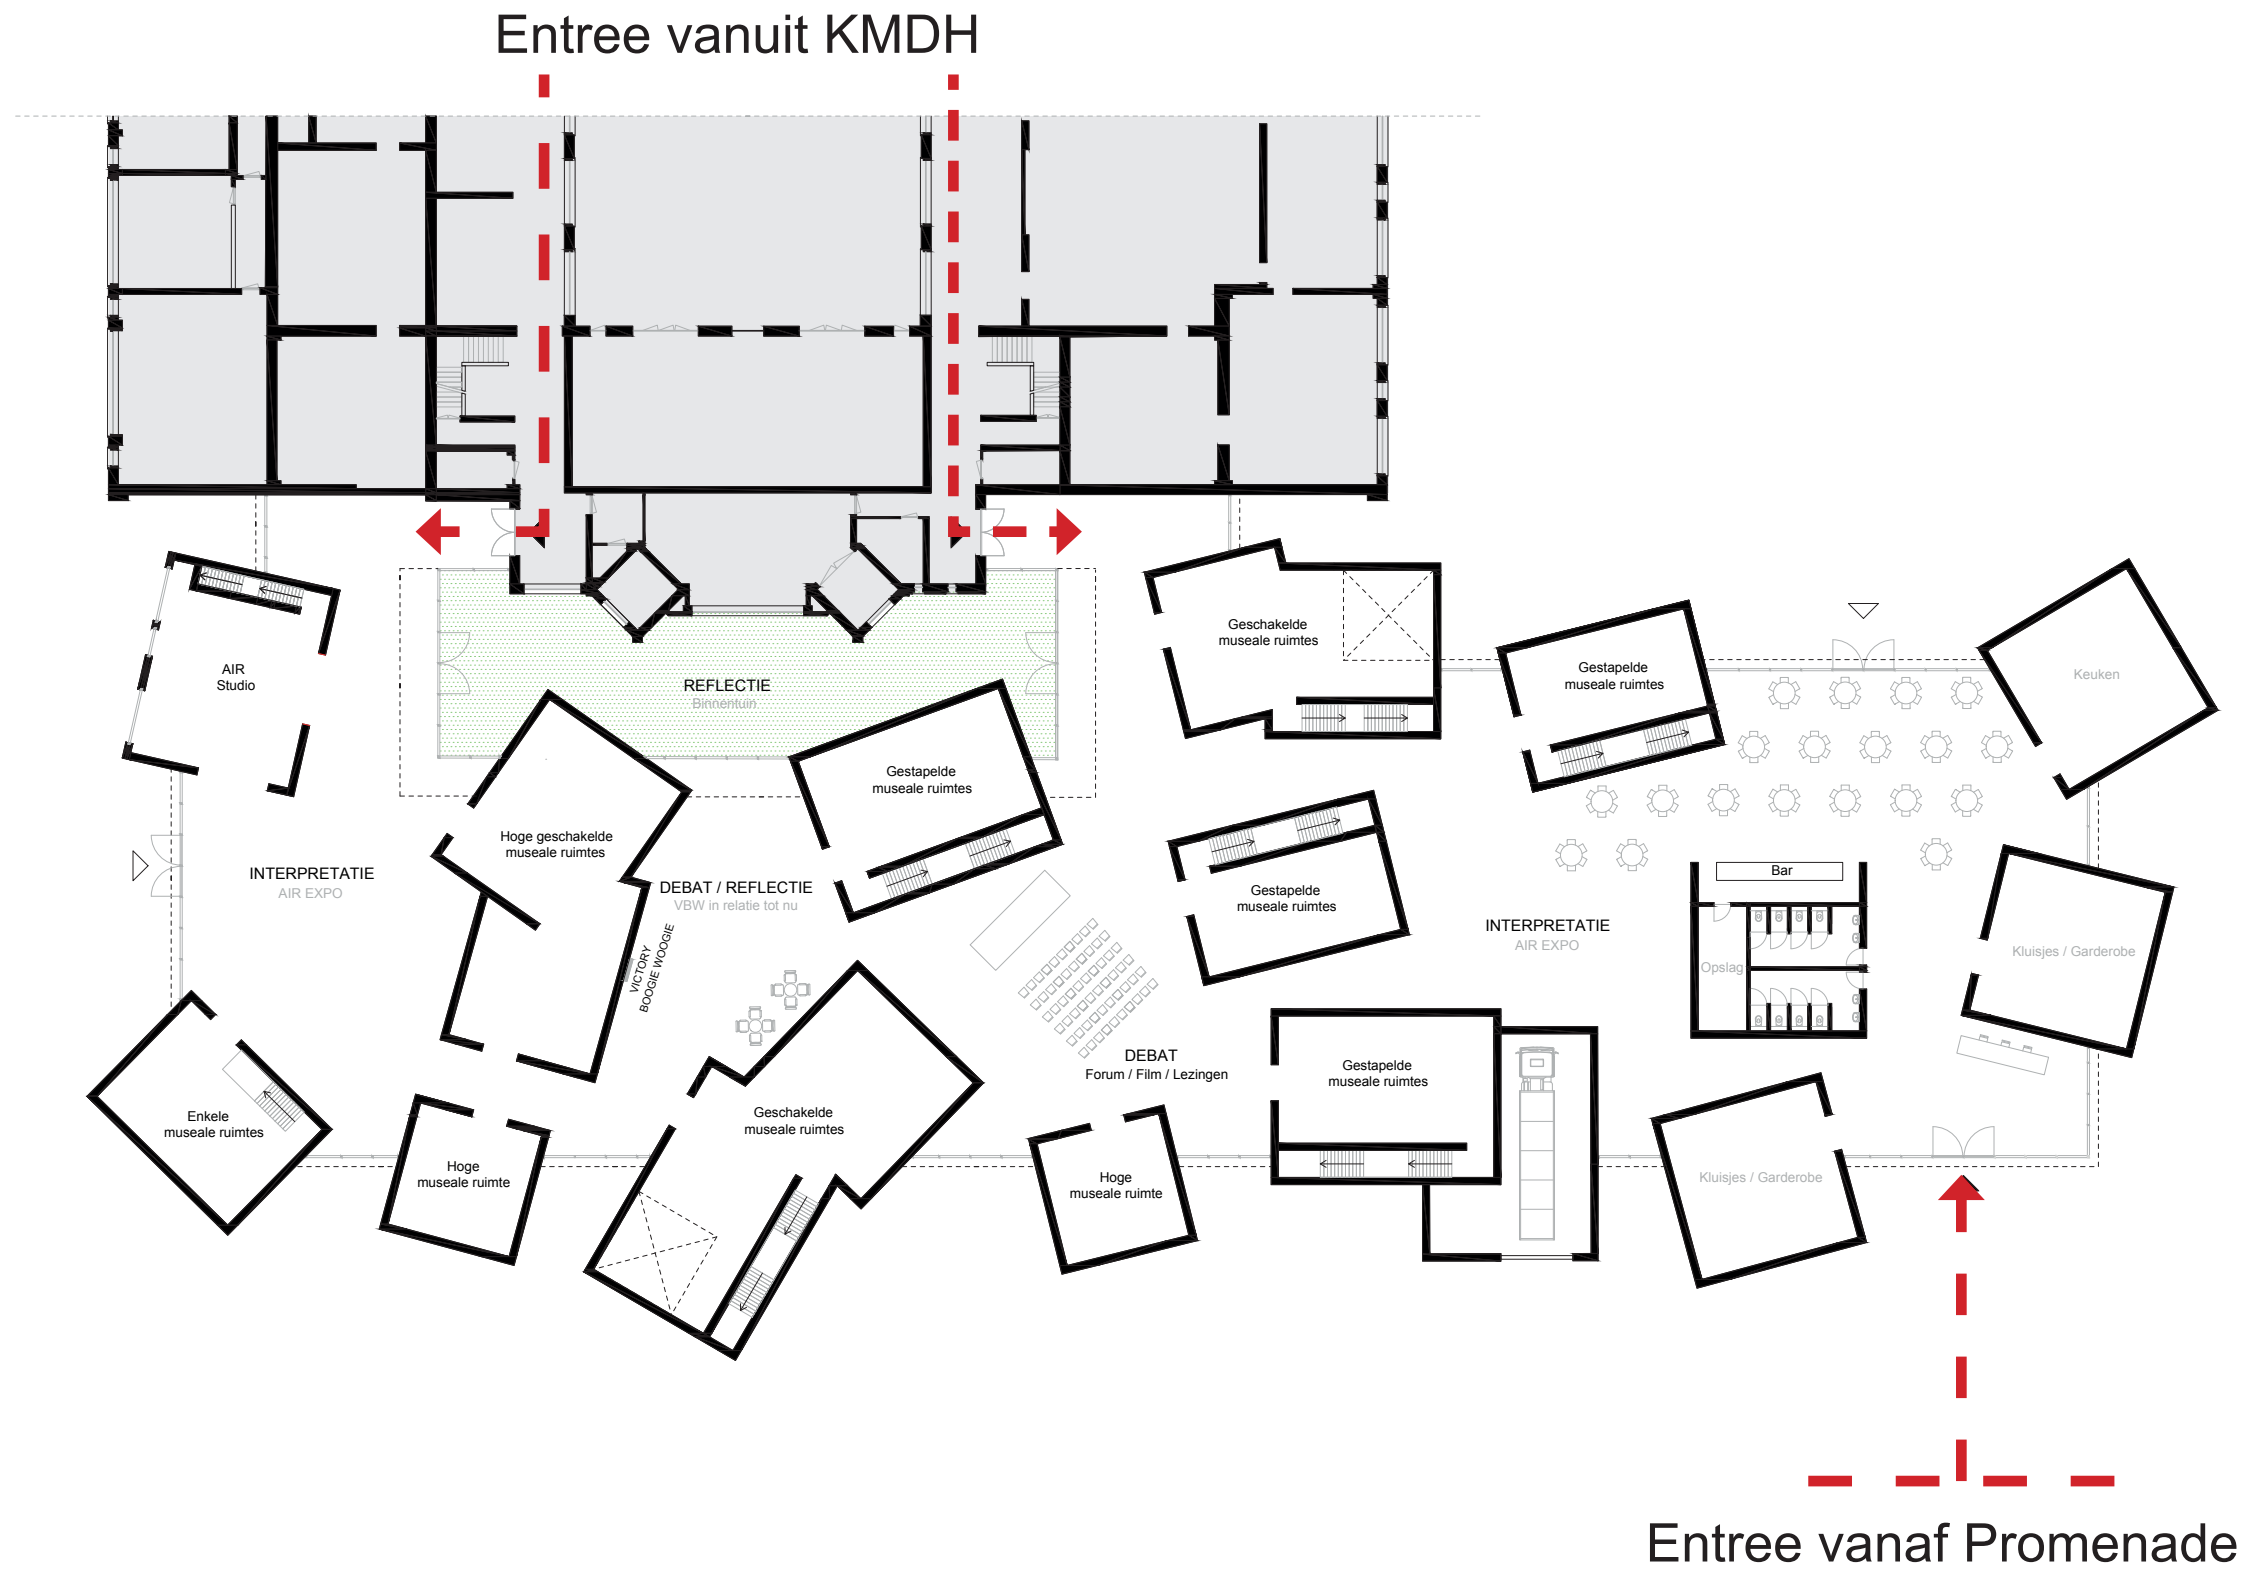 Entree vanuit KMDH
Geschakelde
museale ruimtes
AIR
Studio
REFLECTIE
Binnentuin
Gestapelde
museale ruimtes
Keuken
Gestapelde
museale ruimtes
Hoge geschakelde
museale ruimtes
INTERPRETATIE
AIR EXPO
DEBAT / REFLECTIE
VBW in relatie tot nu
VICTORY
BOOGIE WOOGIE
Gestapelde
museale ruimtes
Bar
INTERPRETATIE
AIR EXPO
Opslag
Kluisjes / Garderobe
DEBAT
Forum / Film / Lezingen
Gestapelde
museale ruimtes
Enkele
museale ruimtes
Geschakelde
museale ruimtes
Hoge
museale ruimte
Hoge
museale ruimte
Kluisjes / Garderobe
Entree vanaf Promenade